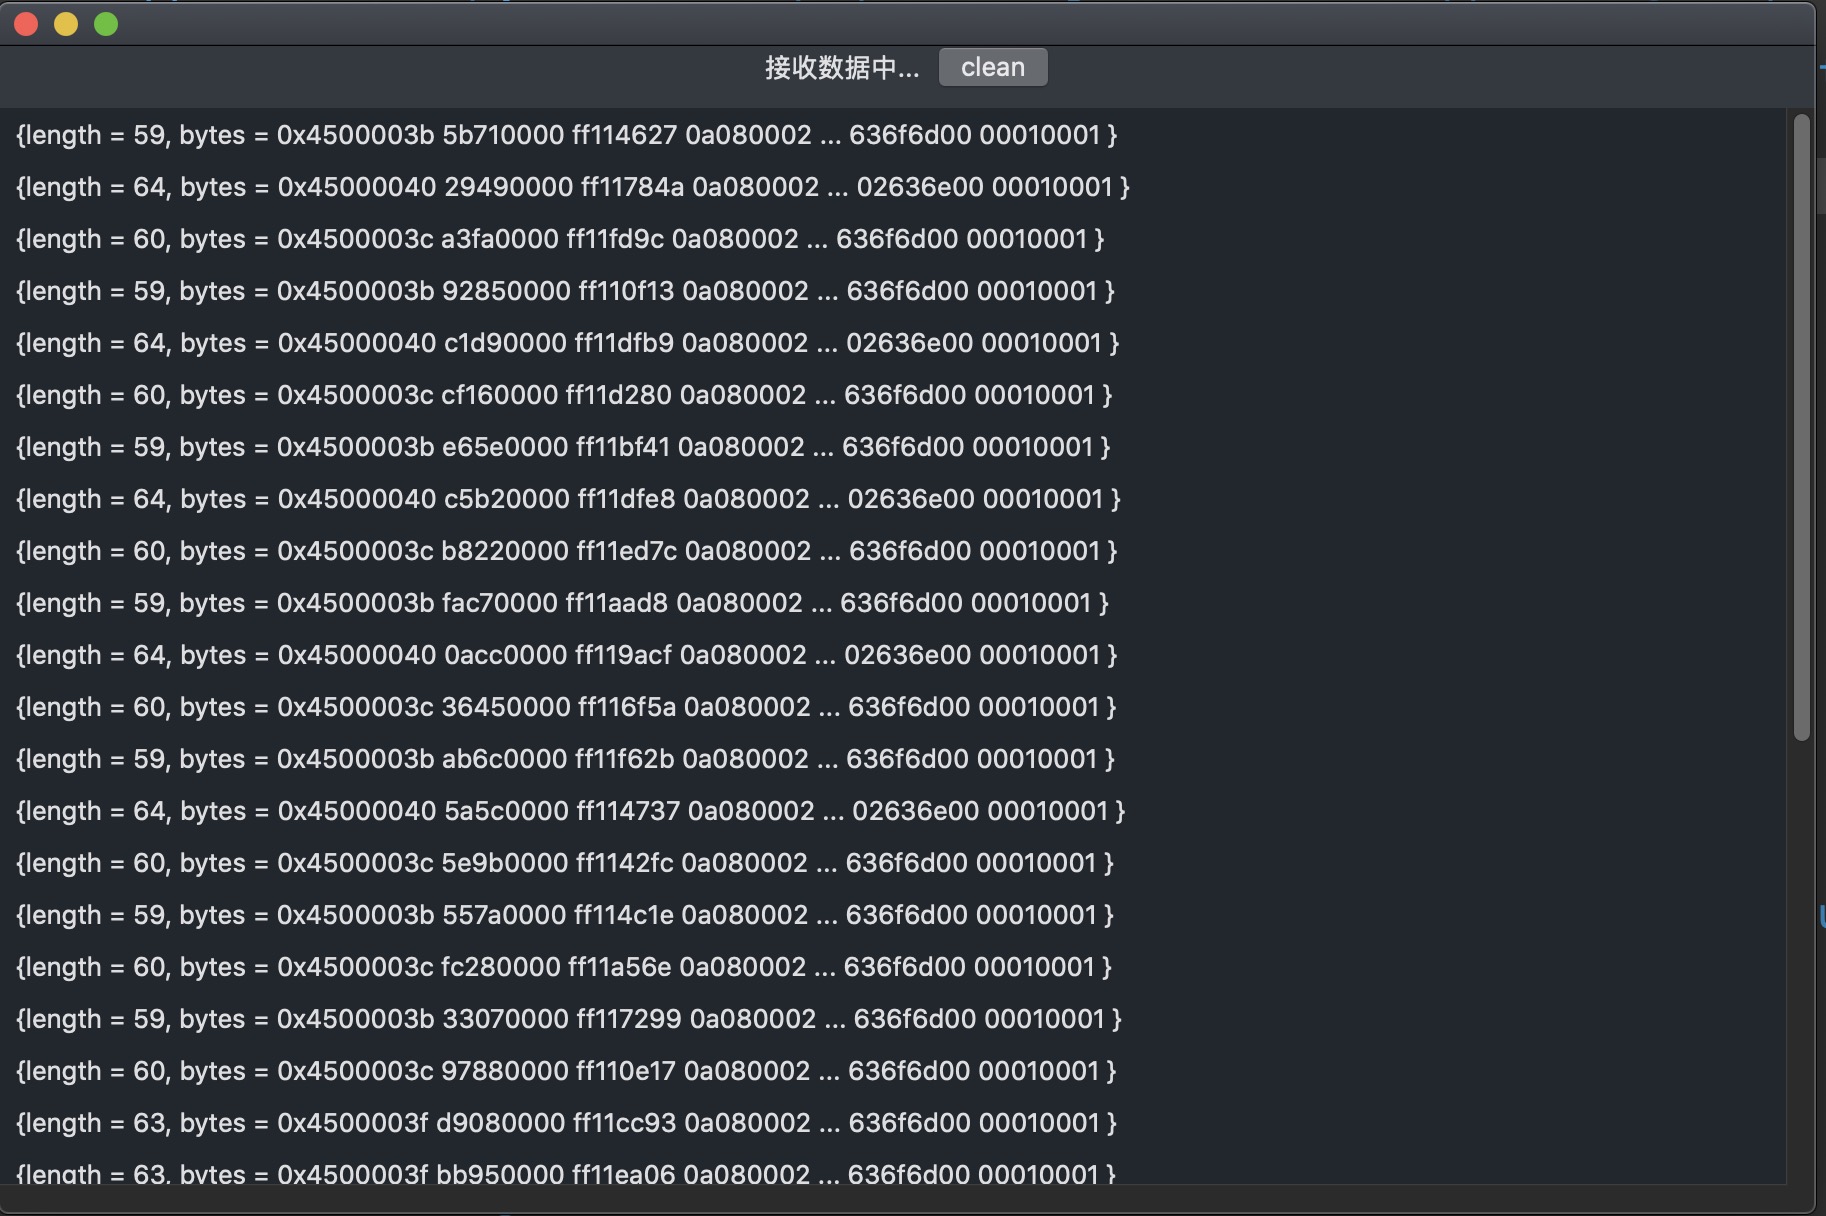 接收数据中... clean
{length = 59, bytes = 0x4500003b 5b710000 ff114627 0a080002 ... 636f6d00 00010001 }
{length = 64, bytes = 0x45000040 29490000 ff11784a 0a080002 ... 02636e00 00010001 }
{length = 60, bytes = 0x4500003c a3fa0000 ff11fd9c 0a080002 ... 636f6d00 00010001 }
{length = 59, bytes = 0x4500003b 92850000 ff110f13 0a080002 ... 636f6d00 00010001 }
{length = 64, bytes = 0x45000040 c1d90000 ff11dfb9 0a080002 ... 02636e00 00010001 }
{length = 60, bytes = 0x4500003c cf160000 ff11d280 0a080002 ... 636f6d00 00010001 }
{length = 59, bytes = 0x4500003b e65e0000 ff11bf41 0a080002 ... 636f6d00 00010001 }
{length = 64, bytes = 0x45000040 c5b20000 ff11dfe8 0a080002 ... 02636e00 00010001 }
{length = 60, bytes = 0x4500003c b8220000 ff11ed7c 0a080002 ... 636f6d00 00010001 }
{length = 59, bytes = 0x4500003b fac70000 ff11aad8 0a080002 ... 636f6d00 00010001 }
{length = 64, bytes = 0x45000040 0acc0000 ff119acf 0a080002 ... 02636e00 00010001 }
{length = 60, bytes = 0x4500003c 36450000 ff116f5a 0a080002 ... 636f6d00 00010001 }
{length = 59, bytes = 0x4500003b ab6c0000 ff11f62b 0a080002 ... 636f6d00 00010001 }
{length = 64, bytes = 0x45000040 5a5c0000 ff114737 0a080002 ... 02636e00 00010001 }
{length = 60, bytes = 0x4500003c 5e9b0000 ff1142fc 0a080002 ... 636f6d00 00010001 }
{length = 59, bytes = 0x4500003b 557a0000 ff114c1e 0a080002 ... 636f6d00 00010001 }
{length = 60, bytes = 0x4500003c fc280000 ff11a56e 0a080002 ... 636f6d00 00010001 }
{length = 59, bytes = 0x4500003b 33070000 ff117299 0a080002 ... 636f6d00 00010001 }
{length = 60, bytes = 0x4500003c 97880000 ff110e17 0a080002 ... 636f6d00 00010001 }
{length = 63, bytes = 0x4500003f d9080000 ff11cc93 0a080002 ... 636f6d00 00010001 }
{length = 63, bytes = 0x4500003f bb950000 ff11ea06 0a080002 ... 636f6d00 00010001 }